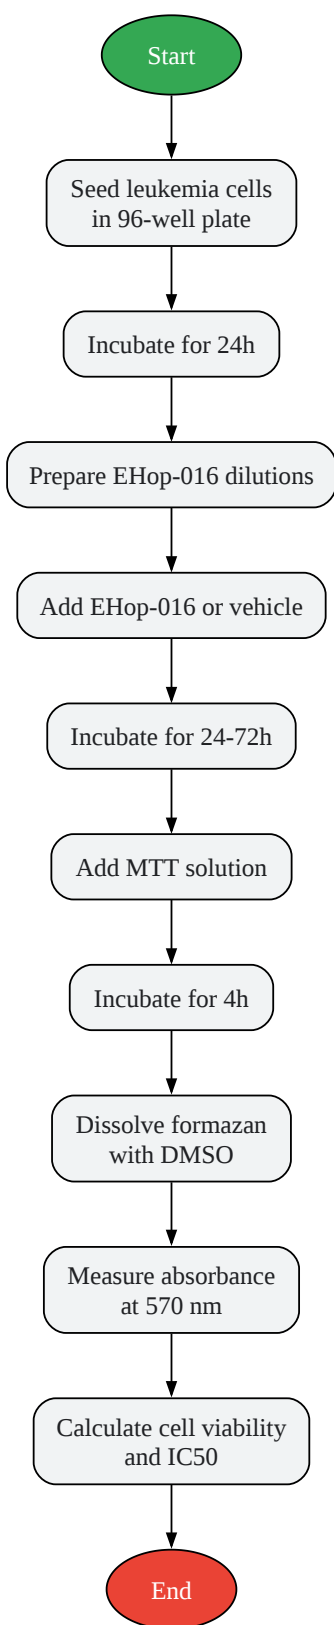 Start
Seed leukemia cells
in 96-well plate
Incubate for 24h
Prepare EHop-016 dilutions
Add EHop-016 or vehicle
Incubate for 24-72h
Add MTT solution
Incubate for 4h
Dissolve formazan
with DMSO
Measure absorbance
at 570 nm
Calculate cell viability
and IC50
End